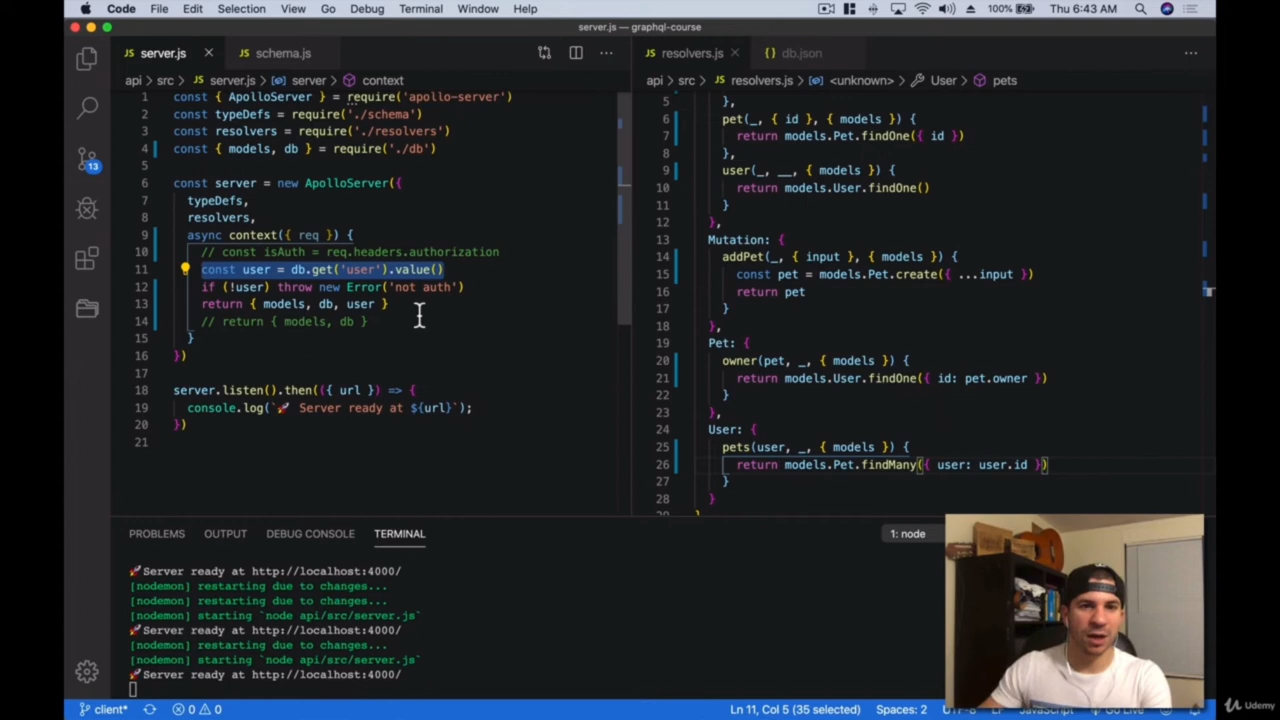 Code File Edit Selection View Go Debug Terminal Window Help 100% Thu 6:43 AM
server.js — graphql-course
JS server.js × JS schema.js
api > src > JS server.js > server > context
1 const { ApolloServer } = require('apollo-server')
2 const typeDefs = require('./schema')
3 const resolvers = require('./resolvers')
4 const { models, db } = require('./db')
5
6 const server = new ApolloServer({
7 typeDefs,
8 resolvers,
9 async context({ req }) {
10 // const isAuth = req.headers.authorization
11 const user = db.get('user').value()
12 if (!user) throw new Error('not auth')
13 return { models, db, user }
14 // return { models, db }
15 }
16 })
17
18 server.listen().then(({ url }) => {
19 console.log(`🚀 Server ready at ${url}`);
20 })
21
JS resolvers.js × JS db.json
api > src > JS resolvers.js > <unknown> > User > pets
5 },
6 pet(_, { id }, { models }) {
7 return models.Pet.findOne({ id })
8 },
9 user(_, __, { models }) {
10 return models.User.findOne()
11 }
12 },
13 Mutation: {
14 addPet(_, { input }, { models }) {
15 const pet = models.Pet.create({ ...input })
16 return pet
17 }
18 },
19 Pet: {
20 owner(pet, _, { models }) {
21 return models.User.findOne({ id: pet.owner })
22 }
23 },
24 User: {
25 pets(user, _, { models }) {
26 return models.Pet.findMany({ user: user.id })
27 }
28 }
13
PROBLEMS OUTPUT DEBUG CONSOLE TERMINAL 1: node
🚀Server ready at http://localhost:4000/
[nodemon] restarting due to changes...
[nodemon] restarting due to changes...
[nodemon] starting `node api/src/server.js`
🚀Server ready at http://localhost:4000/
[nodemon] restarting due to changes...
[nodemon] starting `node api/src/server.js`
🚀Server ready at http://localhost:4000/
client* 0 0 Ln 11, Col 5 (35 selected) Spaces: 2
Udemy